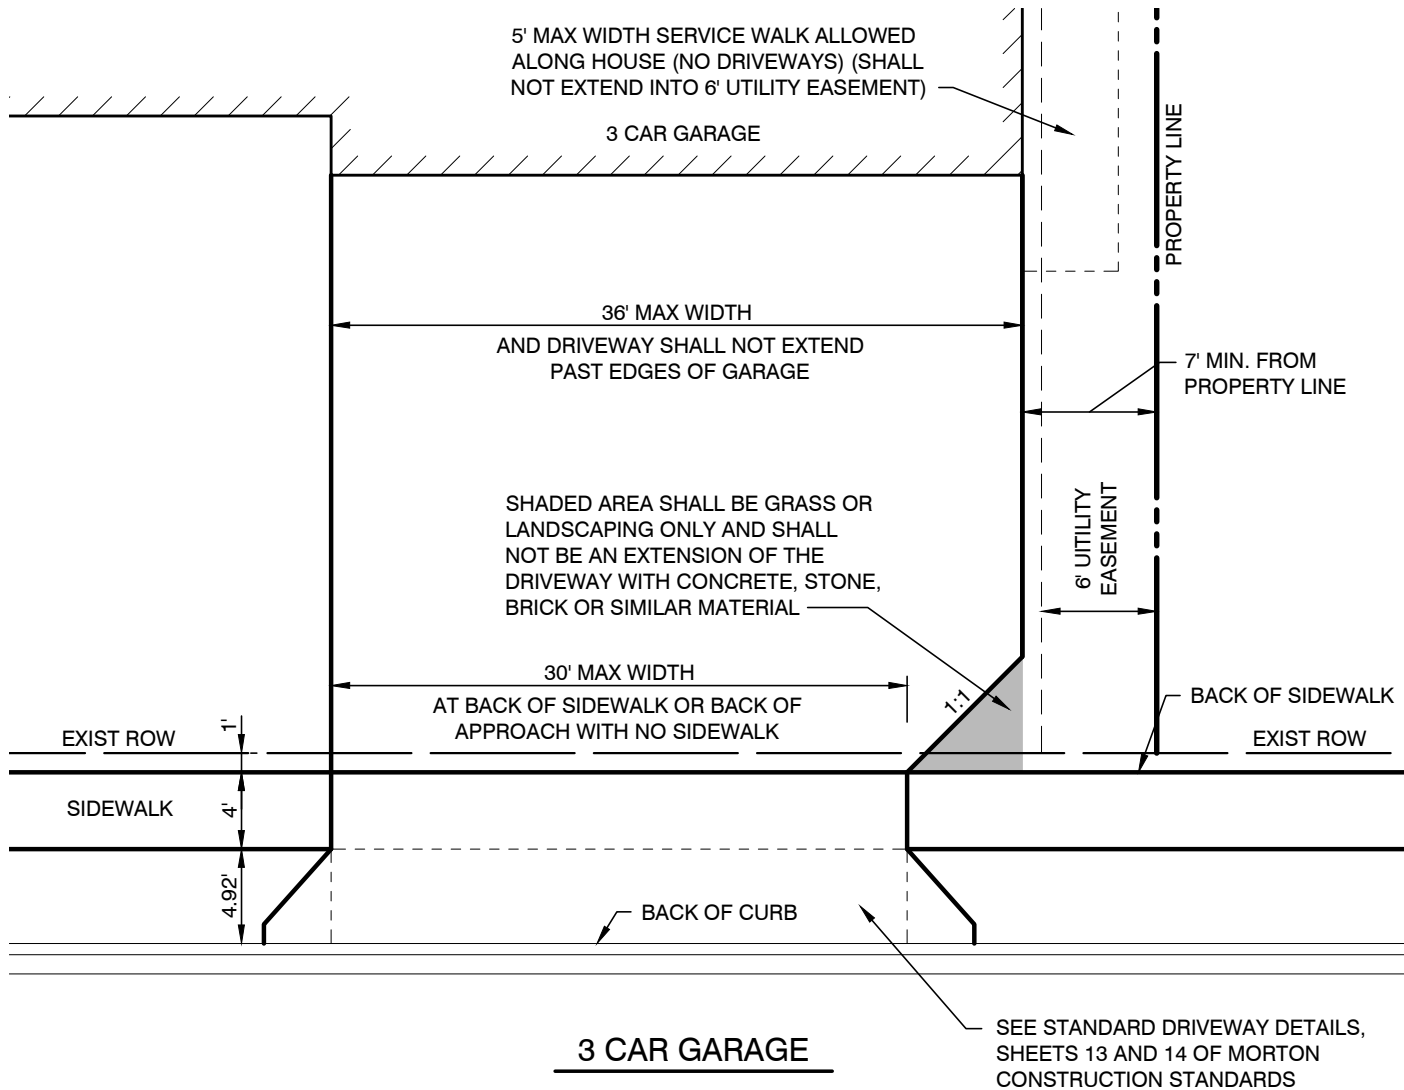 5' MAX WIDTH SERVICE WALK ALLOWED
ALONG HOUSE (NO DRIVEWAYS) (SHALL
NOT EXTEND INTO 6' UTILITY EASEMENT)
3 CAR GARAGE
PROPERTY LINE
36' MAX WIDTH
AND DRIVEWAY SHALL NOT EXTEND
PAST EDGES OF GARAGE
7' MIN. FROM
PROPERTY LINE
SHADED AREA SHALL BE GRASS OR
LANDSCAPING ONLY AND SHALL
NOT BE AN EXTENSION OF THE
DRIVEWAY WITH CONCRETE, STONE,
BRICK OR SIMILAR MATERIAL
6' UITILITY
EASEMENT
30' MAX WIDTH
AT BACK OF SIDEWALK OR BACK OF
APPROACH WITH NO SIDEWALK
1:1
BACK OF SIDEWALK
EXIST ROW
1'
EXIST ROW
SIDEWALK
4'
4.92'
BACK OF CURB
SEE STANDARD DRIVEWAY DETAILS,
SHEETS 13 AND 14 OF MORTON
CONSTRUCTION STANDARDS
3 CAR GARAGE